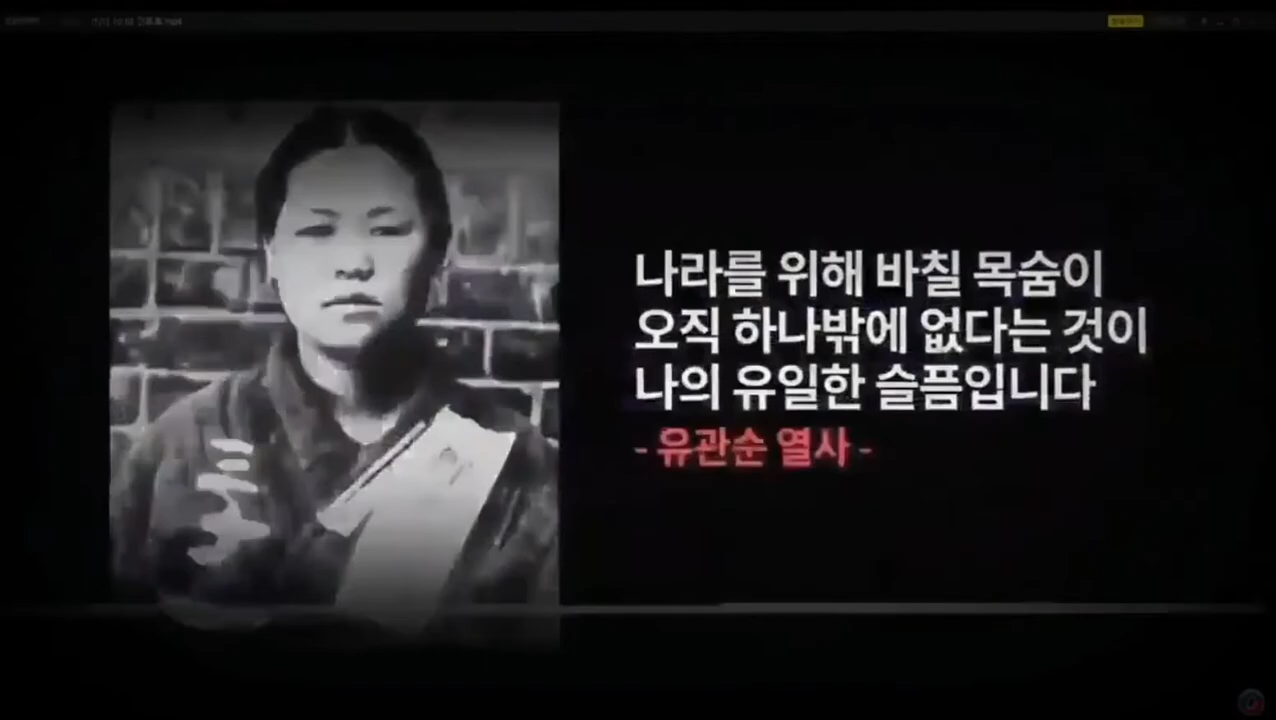 나라를 위해 바칠 목숨이
오직 하나밖에 없다는 것이
나의 유일한 슬픔입니다
- 유관순 열사 -